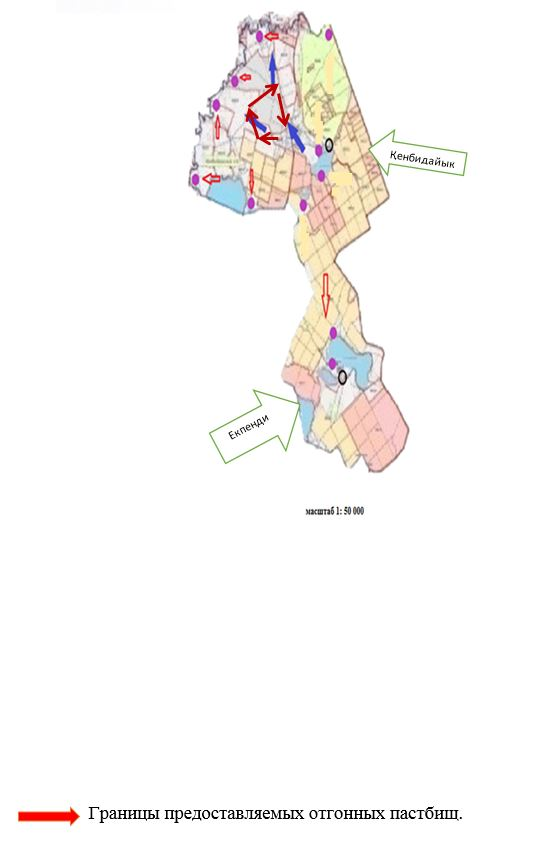 Кенбидайык
Екпенди
масштаб 1: 50 000
Границы предоставляемых отгонных пастбищ.